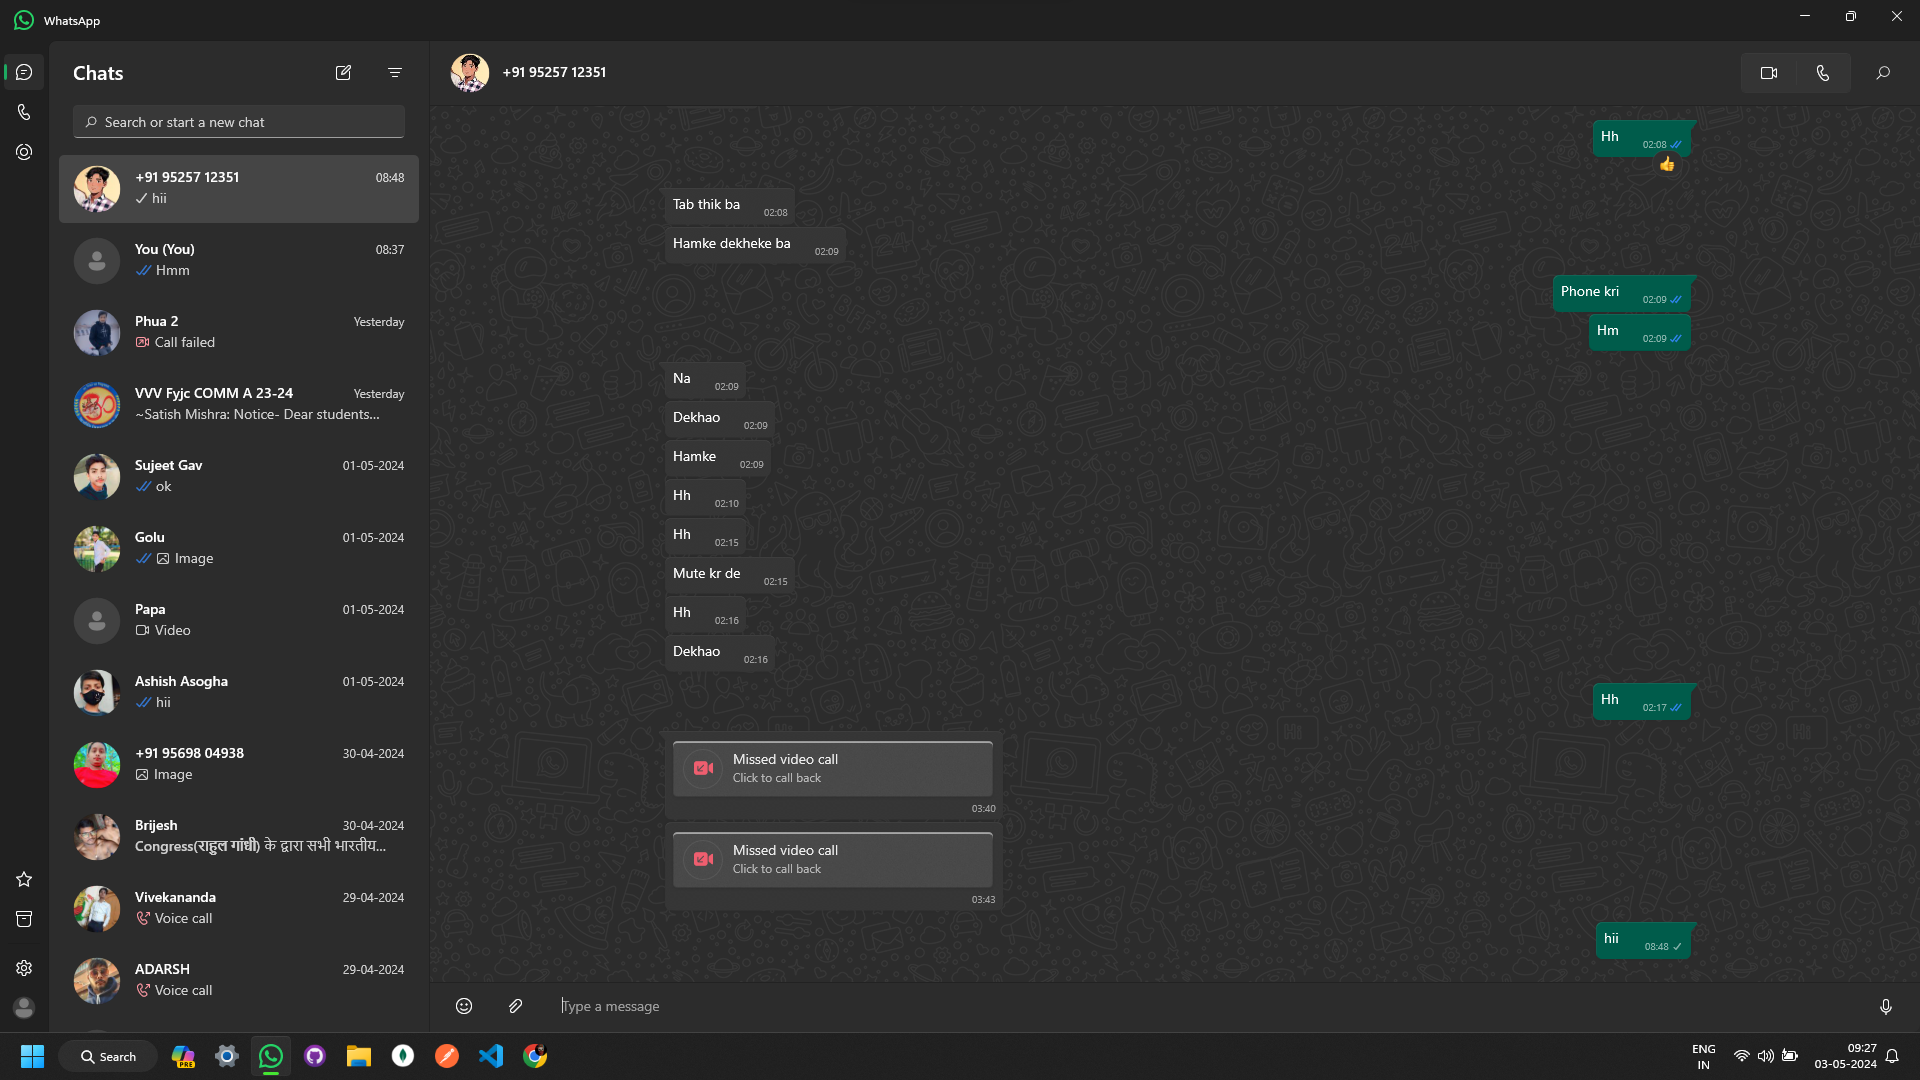 WhatsApp
Chats
Search or start a new chat
+91 95257 12351 08:48
hii
You (You) 08:37
Hmm
Phua 2 Yesterday
Call failed
VVV Fyjc COMM A 23-24 Yesterday
~Satish Mishra: Notice- Dear students...
Sujeet Gav 01-05-2024
ok
Golu 01-05-2024
Image
Papa 01-05-2024
Video
Ashish Asogha 01-05-2024
hii
+91 95698 04938 30-04-2024
Image
Brijesh 30-04-2024
Congress(राहुल गांधी) के द्वारा सभी भारतीय...
Vivekananda 29-04-2024
Voice call
ADARSH 29-04-2024
Voice call
+91 95257 12351
Hh 02:08
Tab thik ba 02:08
Hamke dekheke ba 02:09
Phone kri 02:09
Hm 02:09
Na 02:09
Dekhao 02:09
Hamke 02:09
Hh 02:10
Hh 02:15
Mute kr de 02:15
Hh 02:16
Dekhao 02:16
Hh 02:17
Missed video call
Click to call back
03:40
Missed video call
Click to call back
03:43
hii 08:48
Type a message
Search
PRE
ENG
IN
09:27
03-05-2024